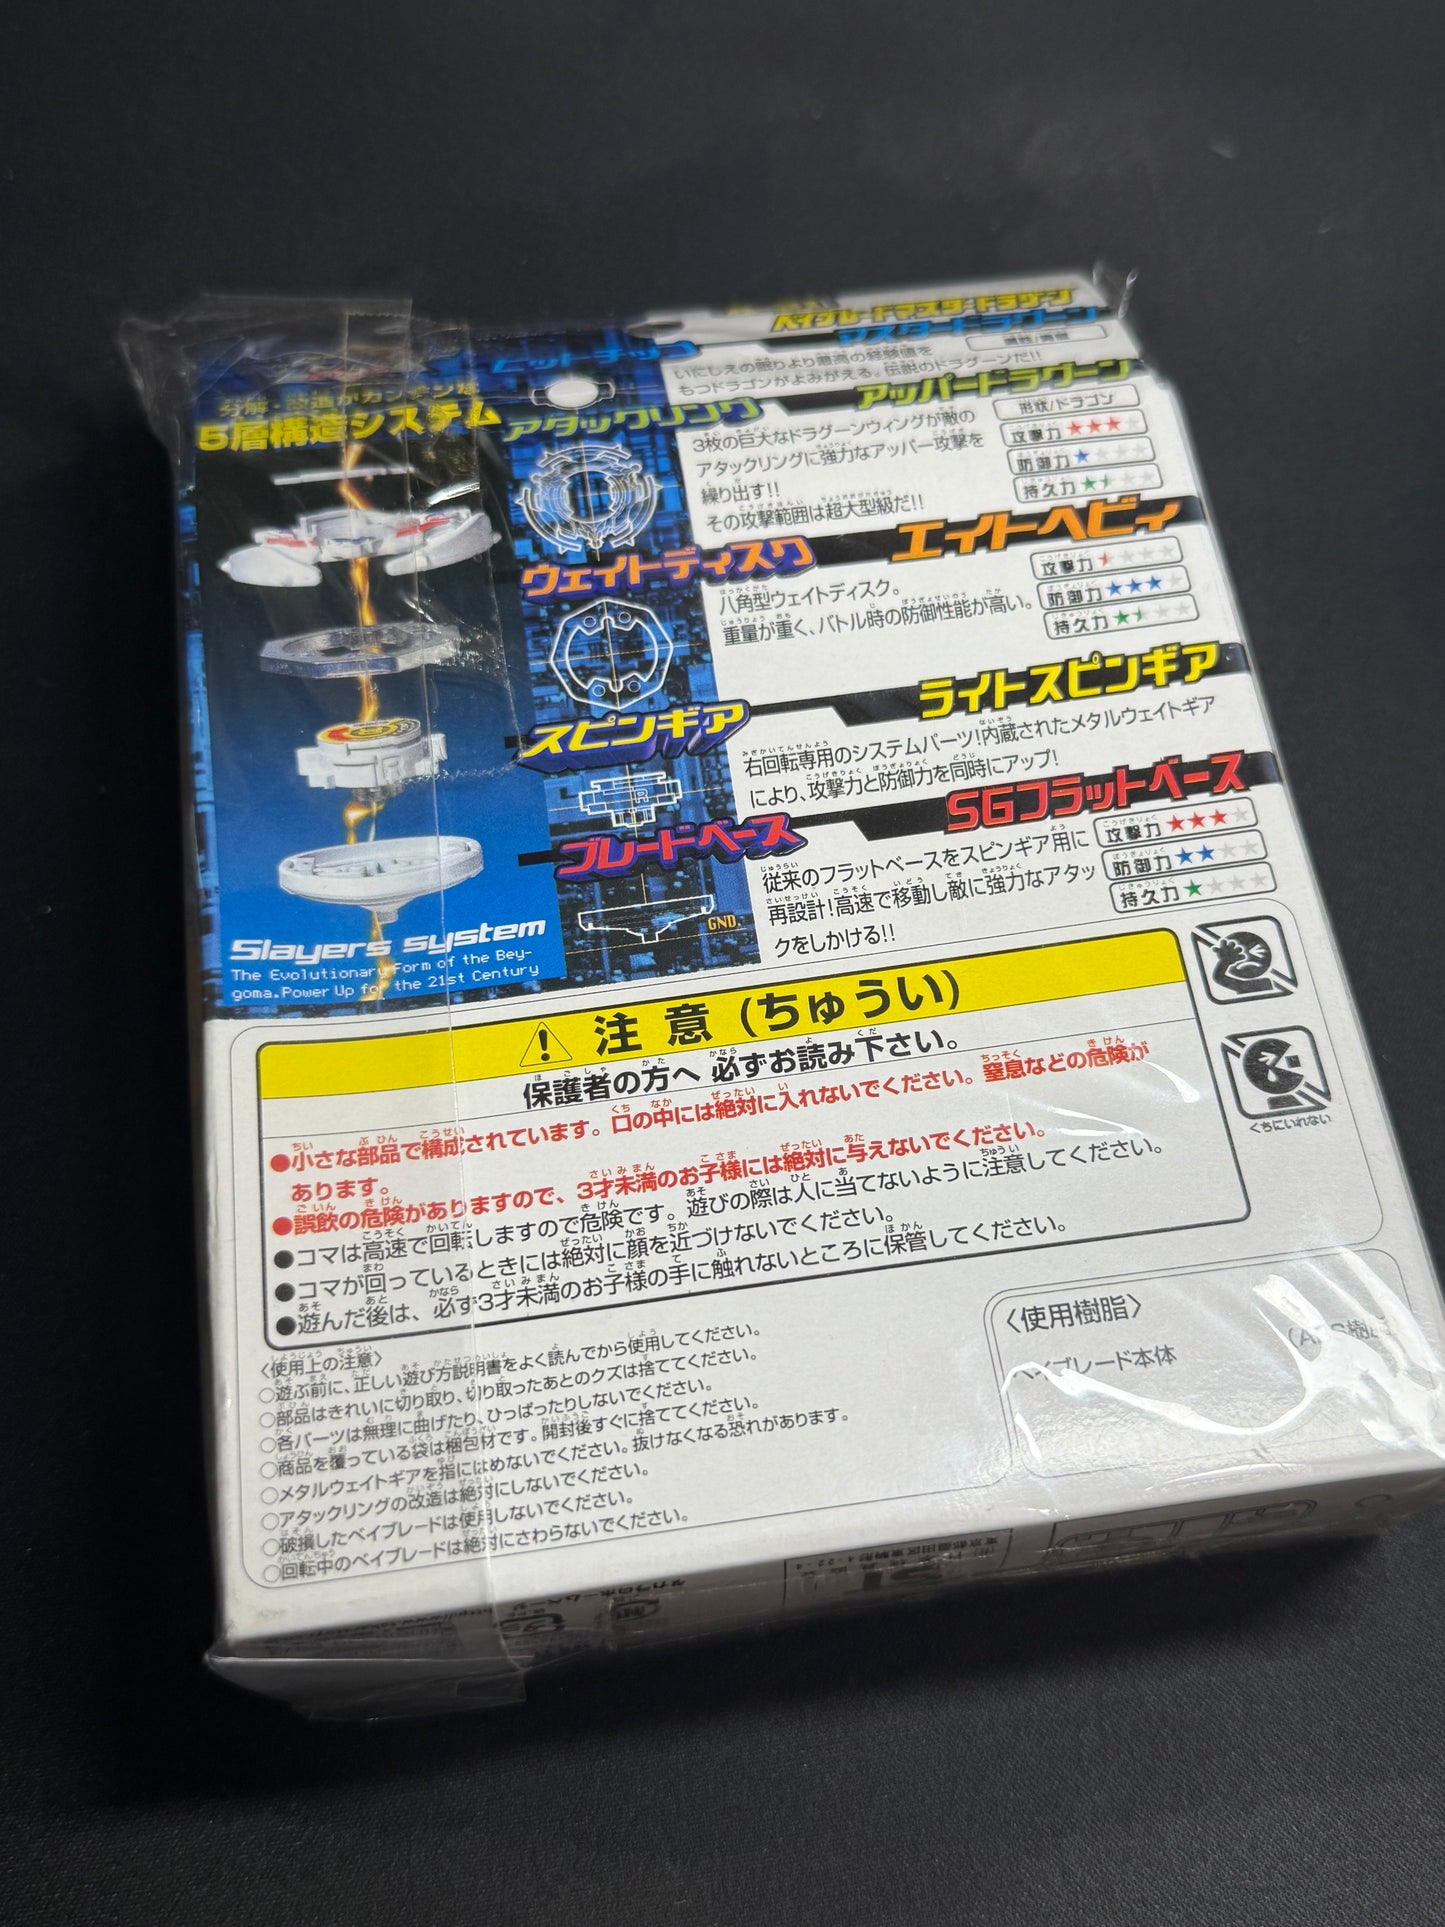 ベイブレードマスタードラグーン
ビットチップ
マスタードラグーン
属性/聖龍
いにしえの眠りより最高の経験値を
もつドラゴンがよみがえる。伝説のドラグーンだ!!
分解・改造がカンタンな
5層構造システム
アタックリング
アッパードラグーン
形状/ドラゴン
3枚の巨大なドラグーンウィングが敵の
アタックリングに強力なアッパー攻撃を
繰り出す!!
その攻撃範囲は超大型級だ!!
攻撃力★★★★★
防御力★★★★
持久力★★★★
ウェイトディスク
エイトヘビィ
八角型ウェイトディスク。
重量が重く、バトル時の防御性能が高い。
攻撃力★★★★
防御力★★★★
持久力★★★★
スピンギア
ライトスピンギア
右回転専用のシステムパーツ!内蔵されたメタルウェイトギア
により、攻撃力と防御力を同時にアップ!
R
ブレードベース
SGフラットベース
従来のフラットベースをスピンギア用に
再設計!高速で移動し敵に強力なアタッ
クをしかける!!
攻撃力★★★★
防御力★★★★
持久力★★★★
GND.
Slayers system
The Evolutionary Form of the Bey-
goma.Power Up for the 21st Century
注意(ちゅうい)
保護者の方へ 必ずお読み下さい。
●小さな部品で構成されています。口の中には絶対に入れないでください。窒息などの危険が
あります。
●誤飲の危険がありますので、3才未満のお子様には絶対に与えないでください。
●コマは高速で回転しますので危険です。遊びの際は人に当てないように注意してください。
●コマが回っているときには絶対に顔を近づけないでください。
●遊んだ後は、必ず3才未満のお子様の手に触れないところに保管してください。
くちにいれない
〈使用上の注意〉
○遊ぶ前に、正しい遊び方説明書をよく読んでから使用してください。
○部品はきれいに切り取り、切り取ったあとのクズは捨ててください。
○各パーツは無理に曲げたり、ひっぱったりしないでください。
○商品を覆っている袋は梱包材です。開封後すぐに捨ててください。
○メタルウェイトギアを指にはめないでください。抜けなくなる恐れがあります。
○アタックリングの改造は絶対にしないでください。
○破損したベイブレードは使用しないでください。
○回転中のベイブレードは絶対にさわらないでください。
〈使用樹脂〉
ベイブレード本体
タカラホームページ